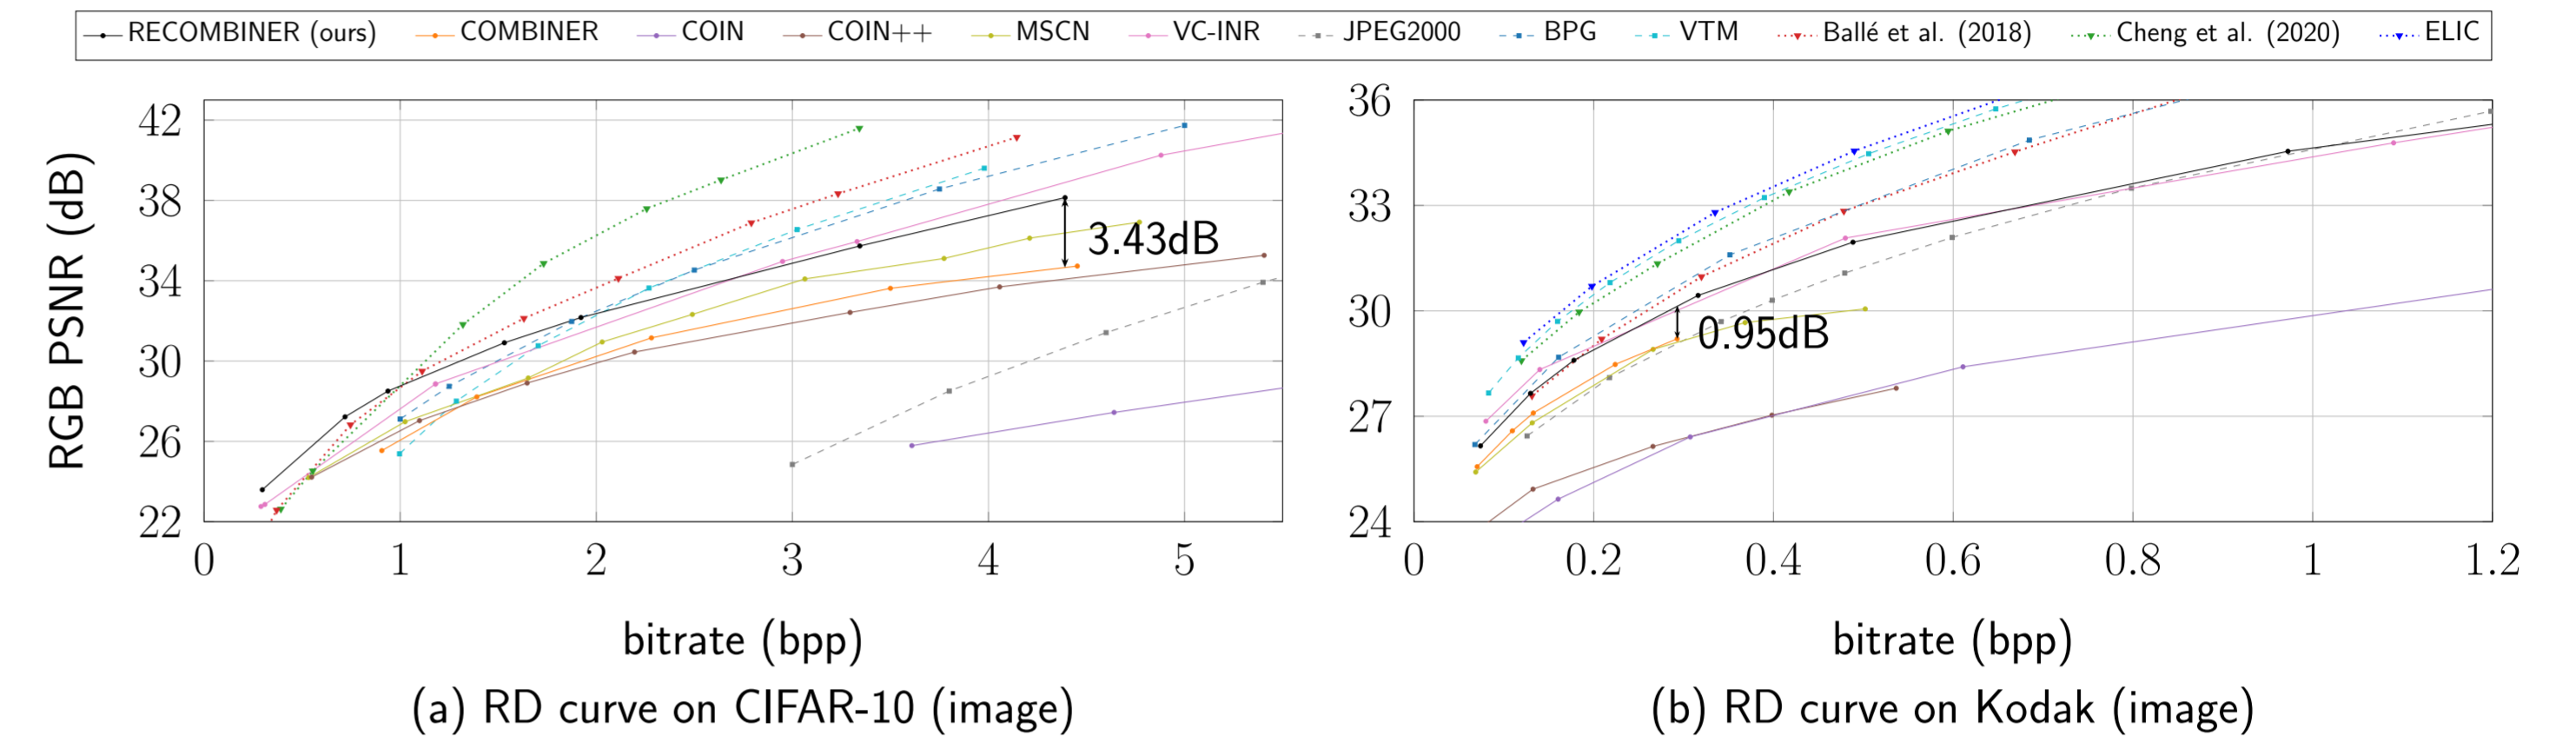 RECOMBINER (ours) COMBINER COIN COIN++ MSCN VC-INR JPEG2000 BPG VTM Ballé et al. (2018) Cheng et al. (2020) ELIC
RGB PSNR (dB)
42
38
34
30
26
22
0 1 2 3 4 5
3.43dB
bitrate (bpp)
(a) RD curve on CIFAR-10 (image)
36
33
30
27
24
0 0.2 0.4 0.6 0.8 1 1.2
0.95dB
bitrate (bpp)
(b) RD curve on Kodak (image)